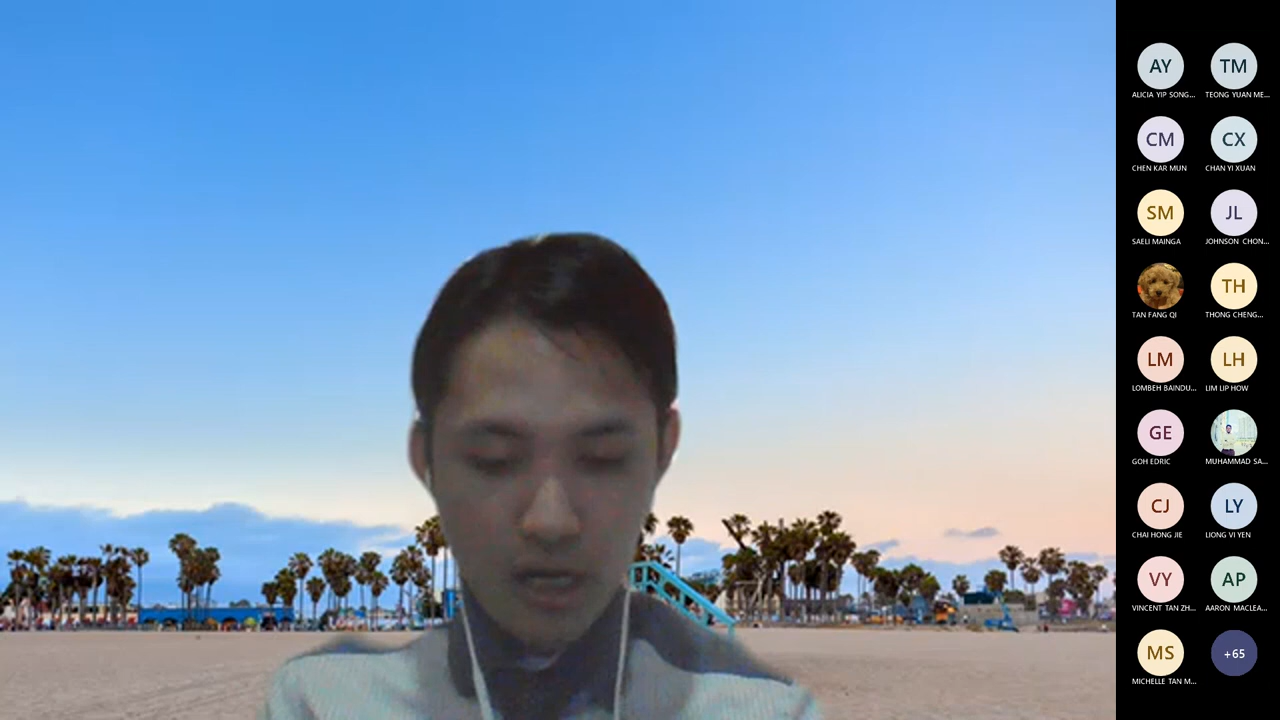 AY TM
ALICIA YIP SONG... TEONG YUAN ME...
CM CX
CHEN KAR MUN CHAN YI XUAN
SM JL
SAELI MAINGA JOHNSON CHON...
TAN FANG QI THONG CHENG...
TH
LM LH
LOMBEH BAINDU... LIM LIP HOW
GE
GOH EDRIC MUHAMMAD SA...
CJ LY
CHAI HONG JIE LIONG VI YEN
VY AP
VINCENT TAN ZH... AARON MACLEA...
MS +65
MICHELLE TAN M...